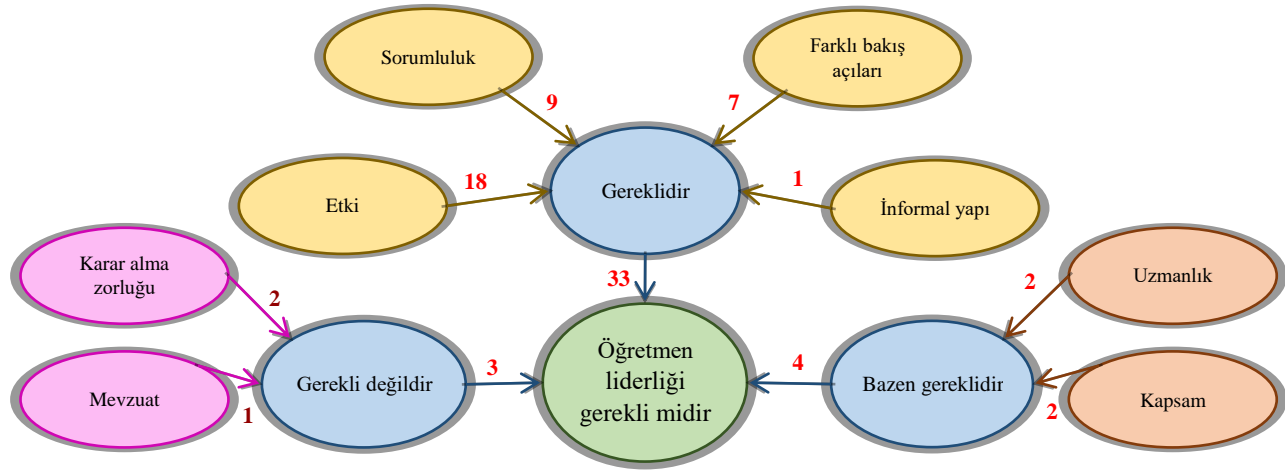 Sorumluluk
Farklı bakış
açıları
9
7
Etki
18
Gereklidir
1
İnformal yapı
Karar alma
zorluğu
33
2
Uzmanlık
2
Öğretmen
liderliği
gerekli midir
Gerekli değildir
3
4
Bazen gereklidir
Mevzuat
1
2
Kapsam